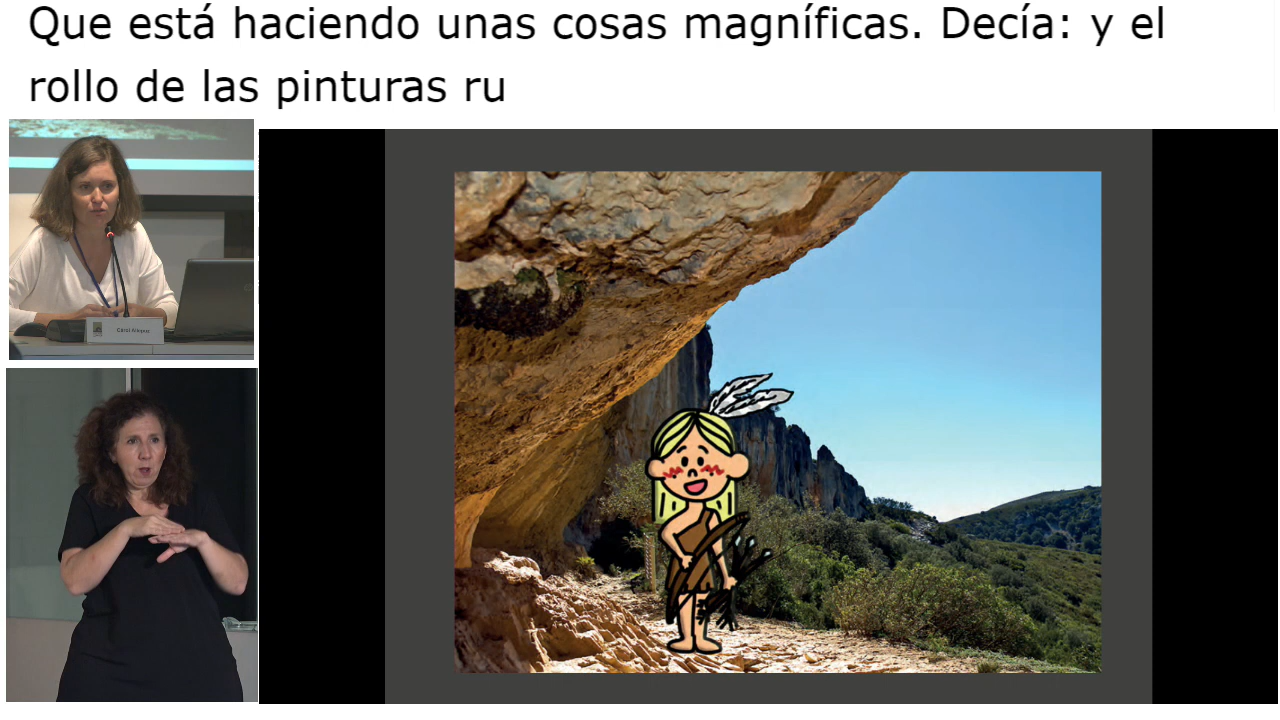 Que está haciendo unas cosas magníficas. Decía: y el
rollo de las pinturas ru